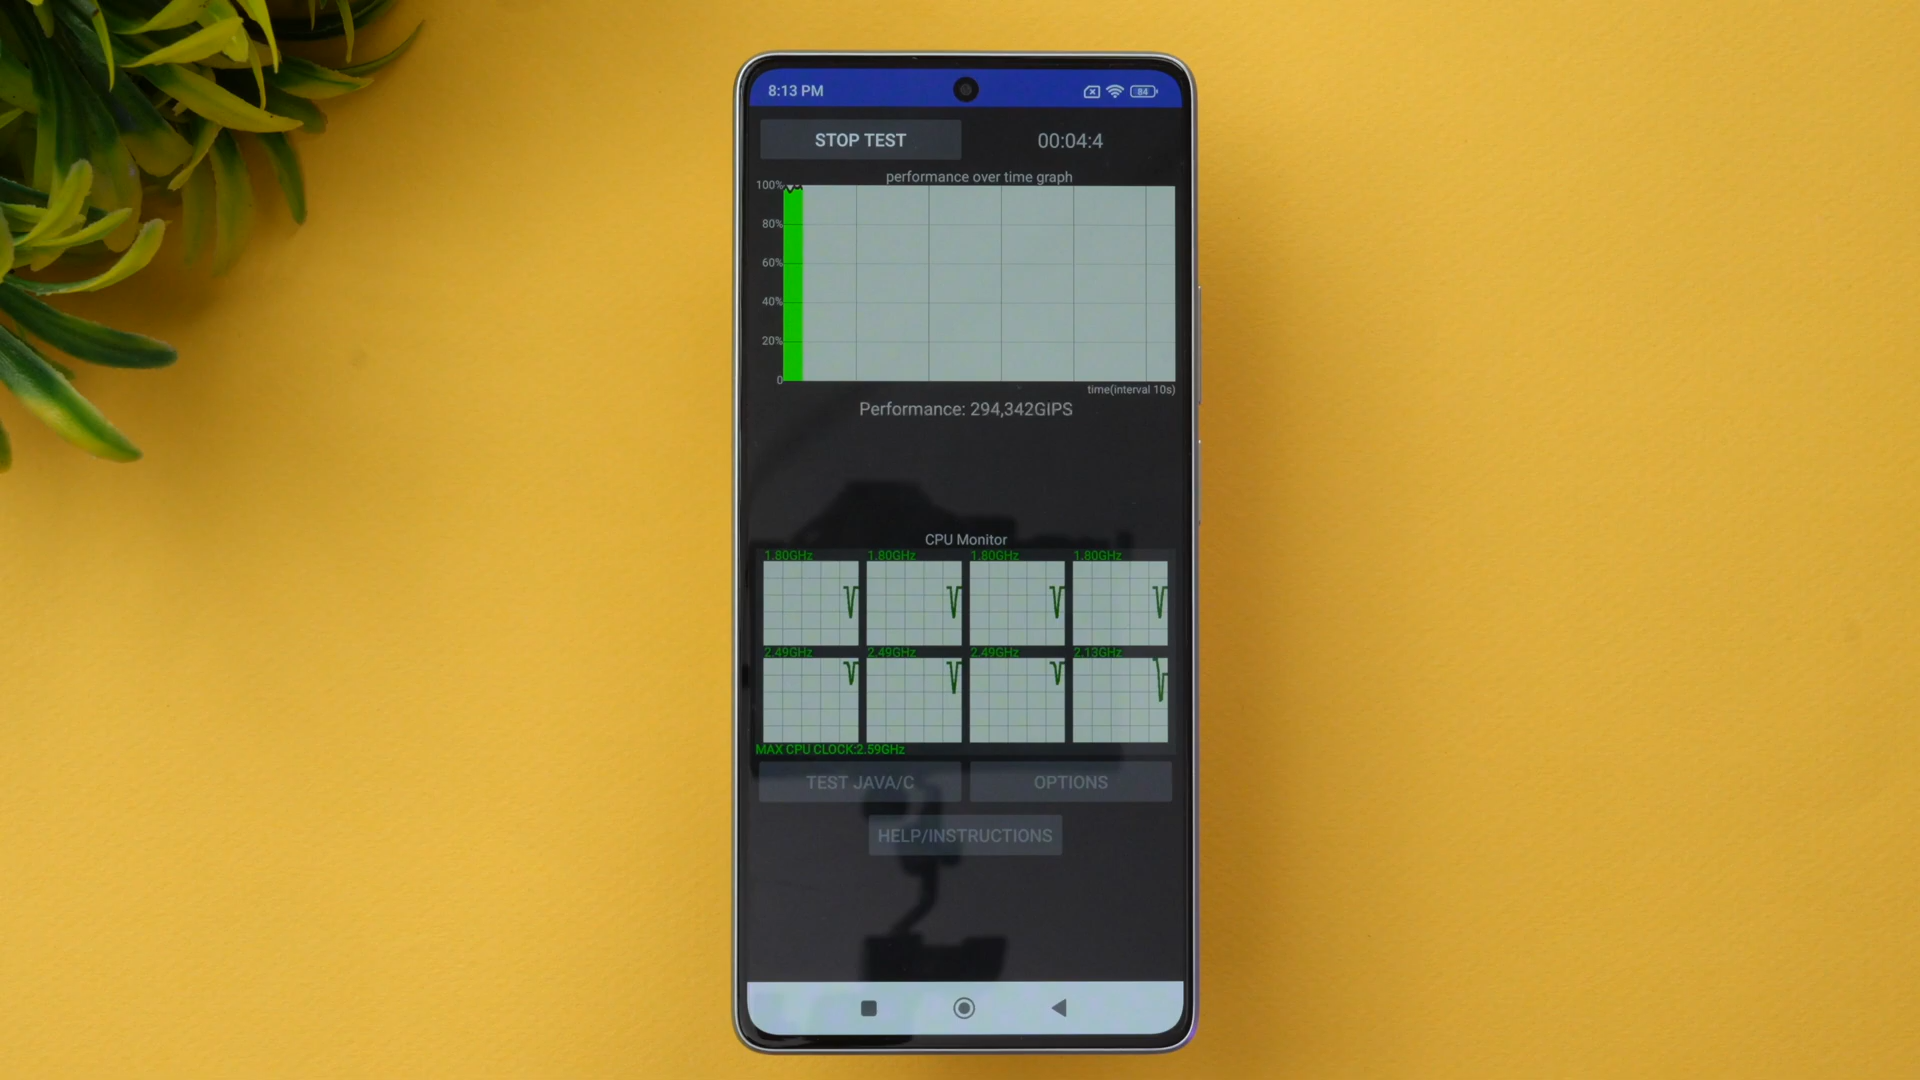 8:13 PM 84
STOP TEST 00:04:4
performance over time graph
100%
80%
60%
40%
20%
0
time(interval 10s)
Performance: 294,342GIPS
CPU Monitor
1.80GHz 1.80GHz 1.80GHz 1.80GHz
2.49GHz 2.49GHz 2.49GHz 2.13GHz
MAX CPU CLOCK:2.59GHz
TEST JAVA/C OPTIONS
HELP/INSTRUCTIONS